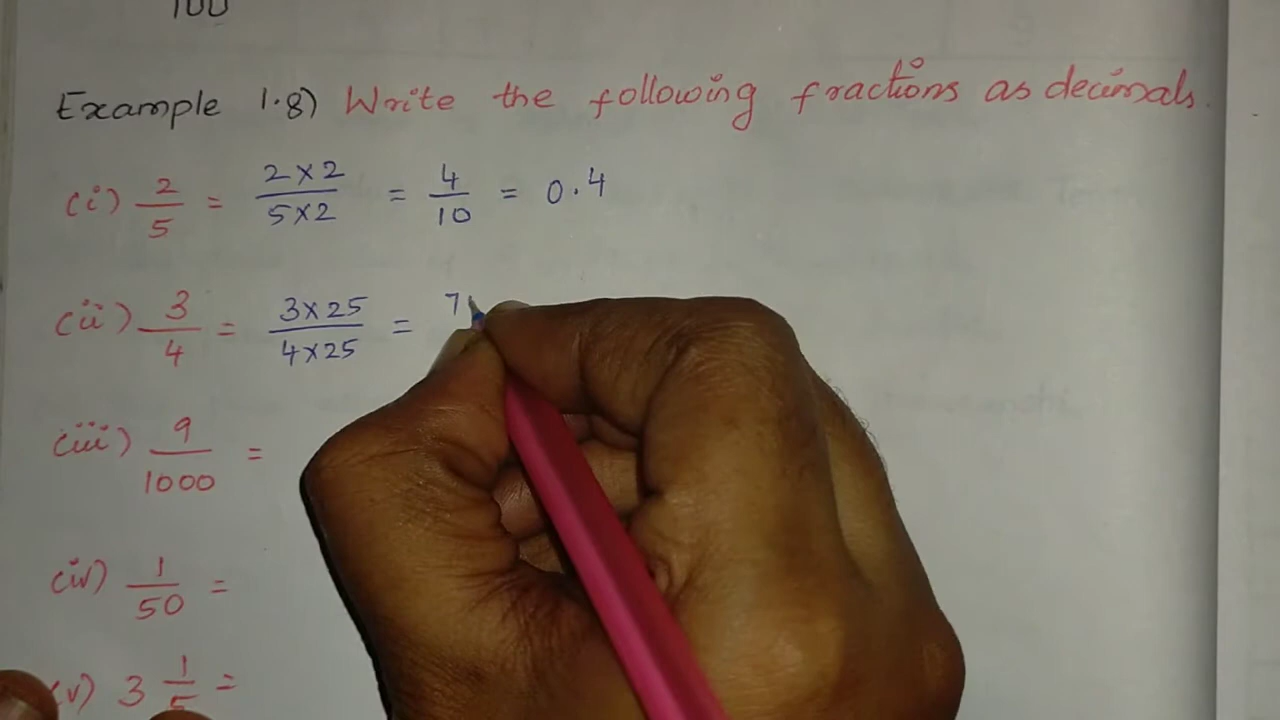 100
Example 1.8) Write the following fractions as decimals.
(i) 2/5 = 2×2/5×2 = 4/10 = 0.4
(ii) 3/4 = 3×25/4×25 = 7
(iii) 9/1000 =
(iv) 1/50 =
(v) 3 1/5 =